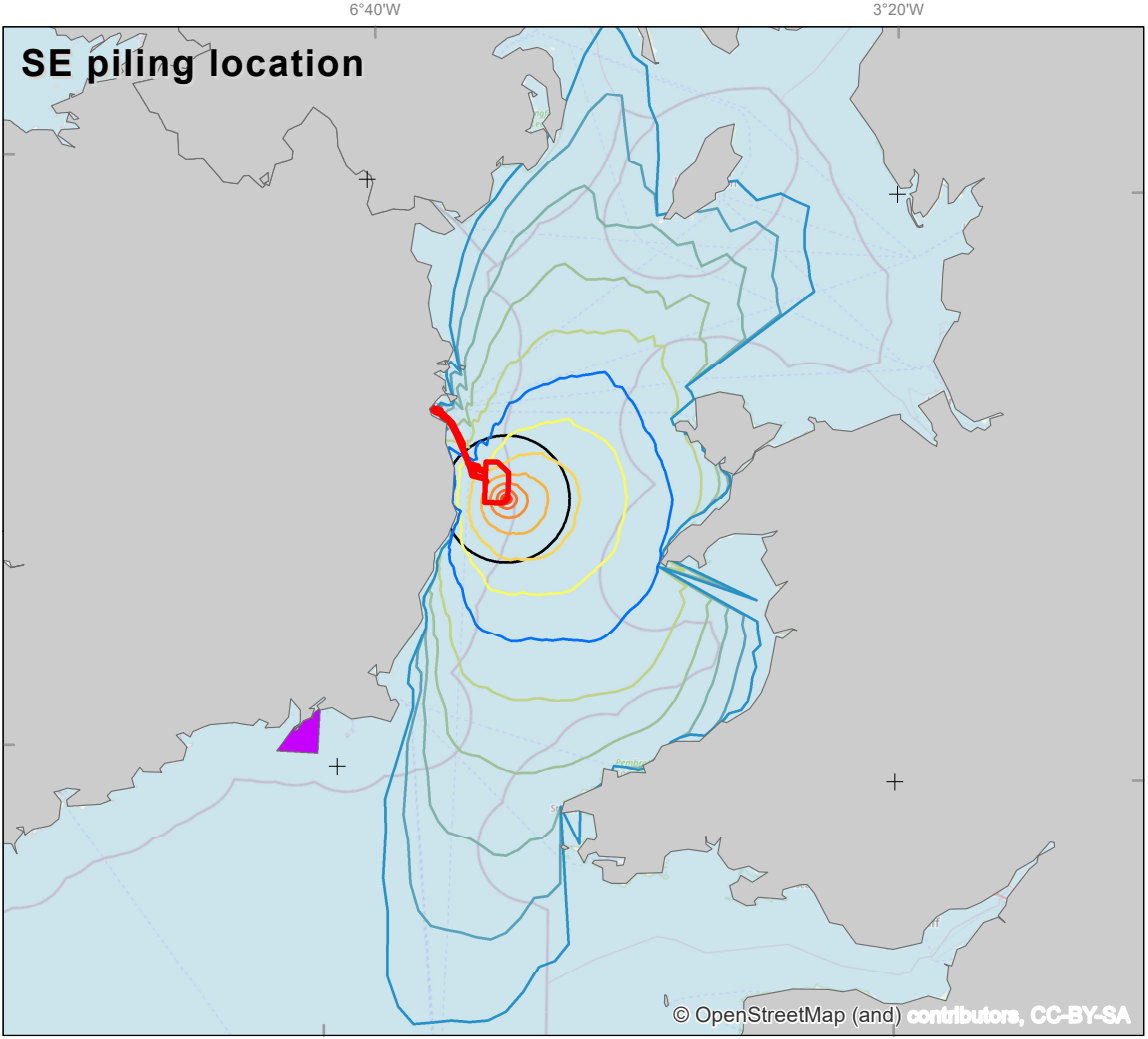 6°40'W
3°20'W
SE piling location
© OpenStreetMap (and) contributors, CC-BY-SA